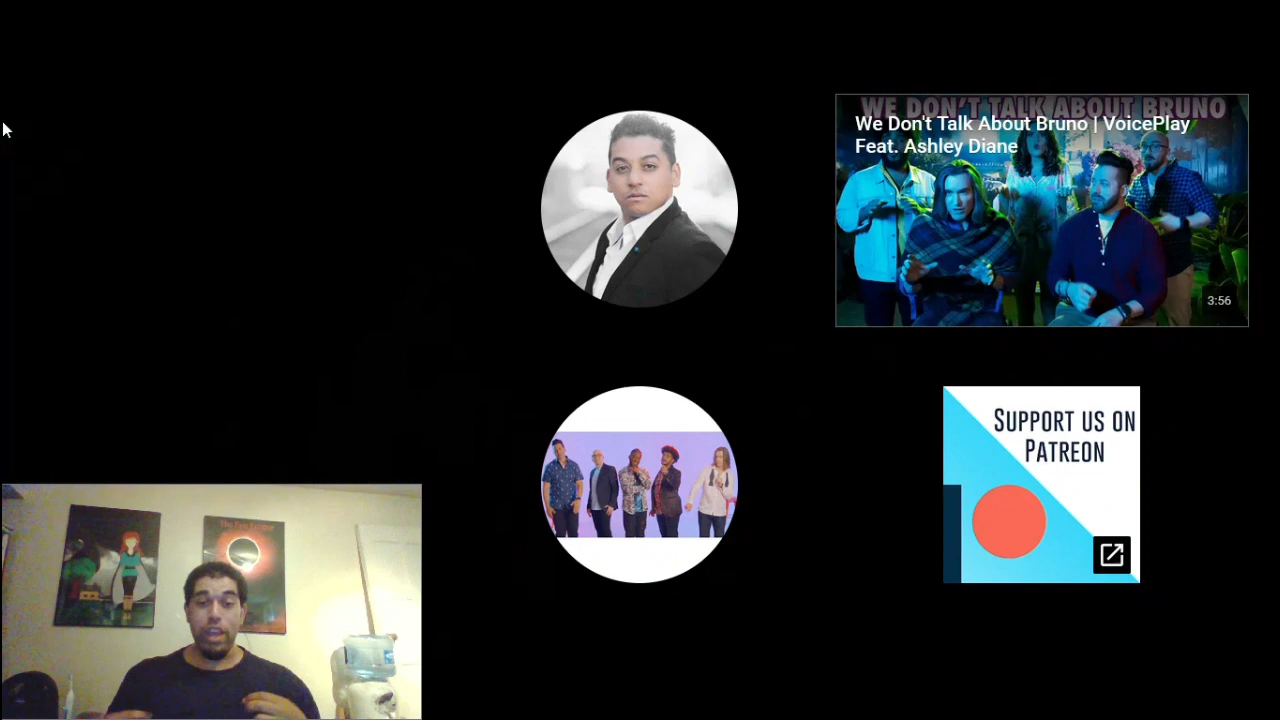 WE DON'T TALK ABOUT BRUNO
We Don't Talk About Bruno | VoicePlay
Feat. Ashley Diane
3:56
SUPPORT US ON
PATREON